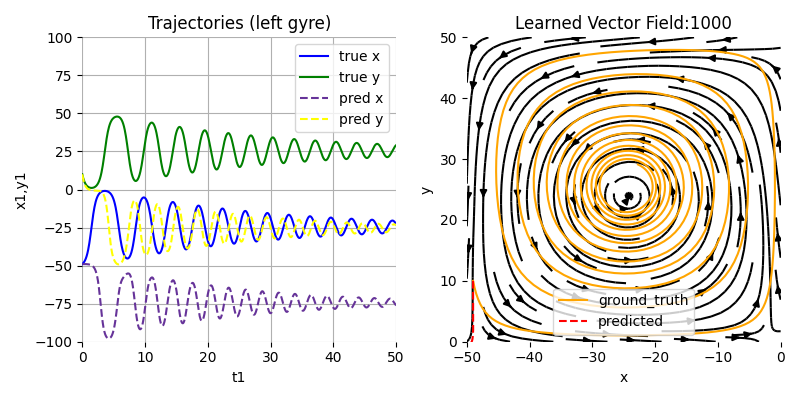 Trajectories (left gyre)
100
75
50
25
0
−25
−50
−75
−100
0
10
20
30
40
50
x1,y1
t1
true x
true y
pred x
pred y
Learned Vector Field:1000
50
40
30
20
10
0
−50
−40
−30
−20
−10
0
y
x
ground_truth
predicted